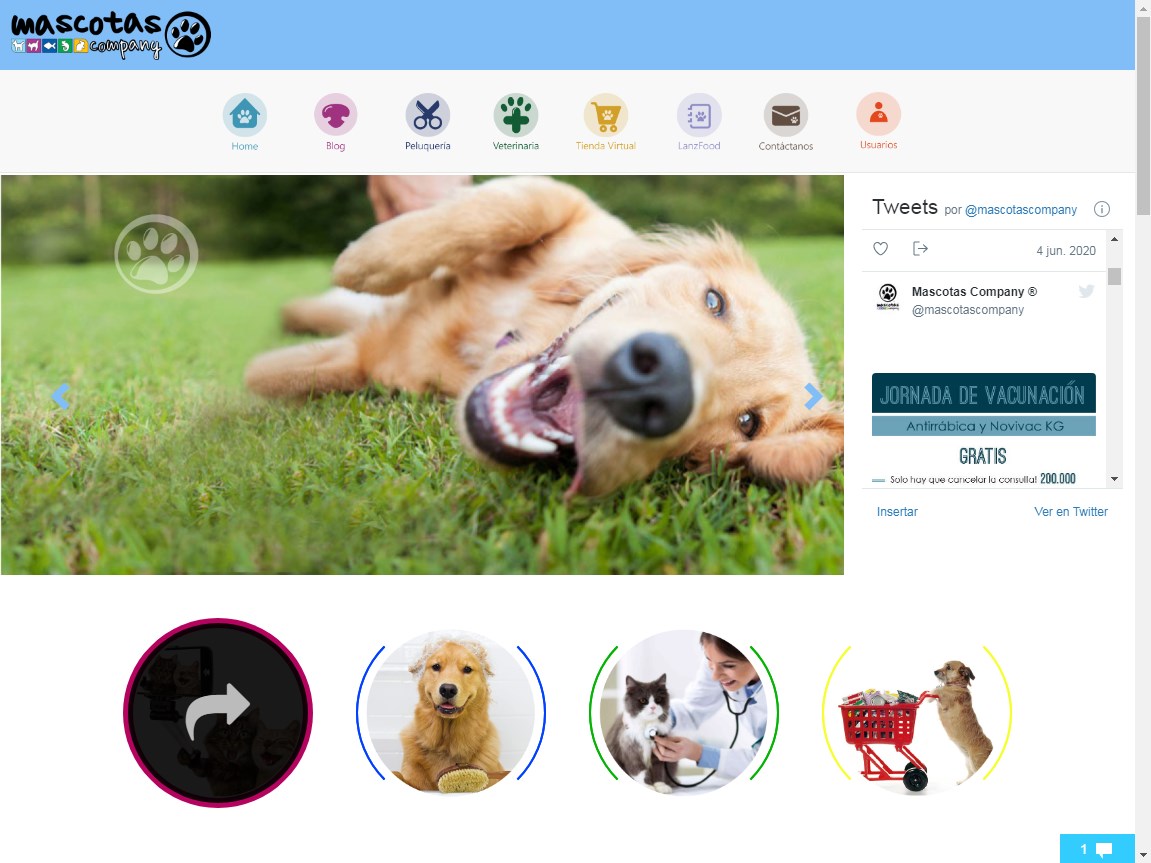 mascotas
company
Home
Blog
Peluquería
Veterinaria
Tienda Virtual
LanzFood
Contáctanos
Usuarios
Tweets por @mascotascompany
4 jun. 2020
Mascotas Company ®
@mascotascompany
JORNADA DE VACUNACIÓN
Antirrábica y Novivac KG
GRATIS
Solo hay que cancelar la consulta! 200.000
Insertar
Ver en Twitter
1